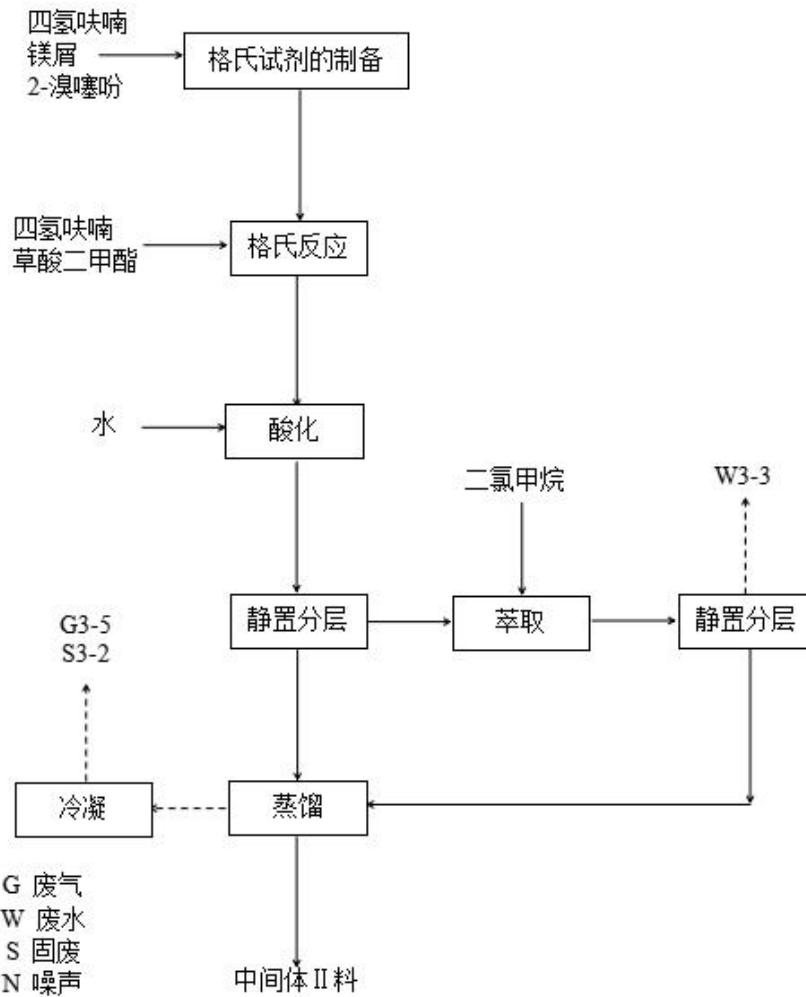 四氢呋喃
镁屑
2-溴噻吩
格氏试剂的制备
四氢呋喃
草酸二甲酯
格氏反应
水
酸化
二氯甲烷
W3-3
静置分层
萃取
静置分层
G3-5
S3-2
冷凝
蒸馏
G 废气
W 废水
S 固废
N 噪声
中间体Ⅱ料